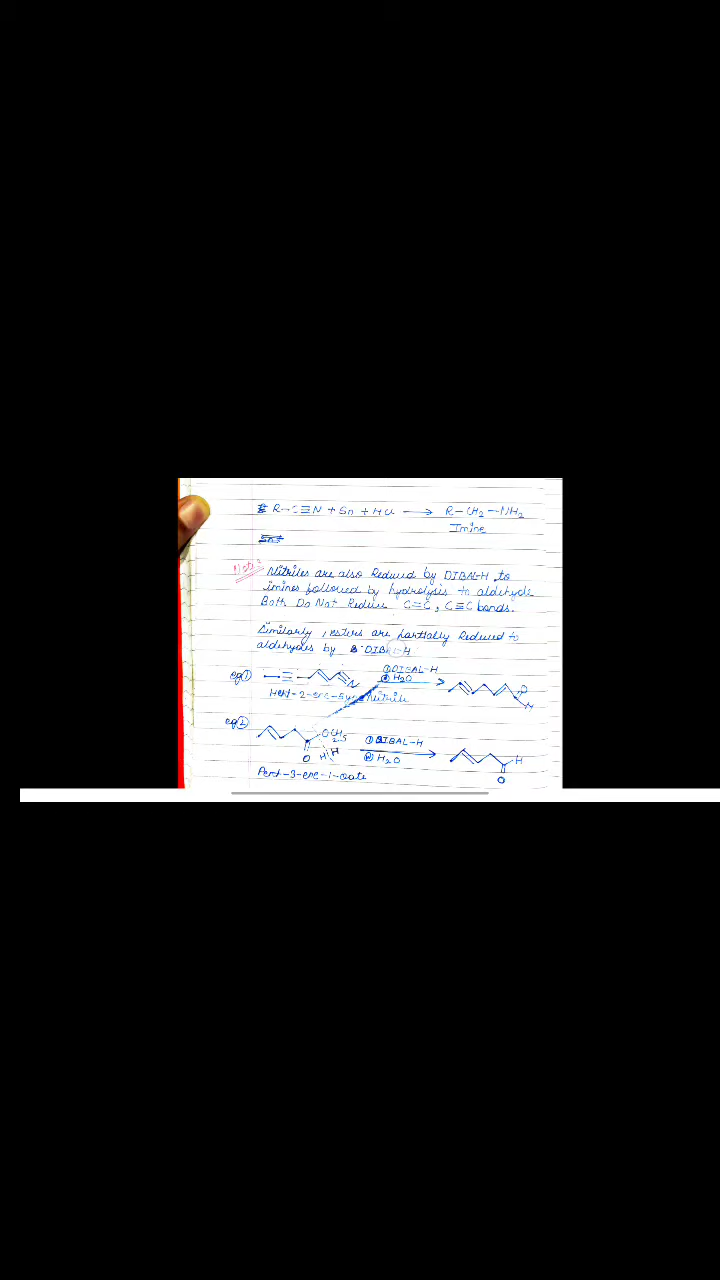 R-C≡N + Sn + HCl → R-CH2-NH2
Imine
Note:
Nitriles are also Reduced by DIBAL-H to
imines followed by hydrolysis to aldehyde
Both Do Not Reduce C=C, C≡C bonds.
Similarly, esters are partially Reduced to
aldehydes by DIBAL-H
eg① ① DIBAL-H
② H2O
Nitrile
eg② OC2H5 ① DIBAL-H
② H2O
H
O
H H
O
Pent-3-ene-1-oate